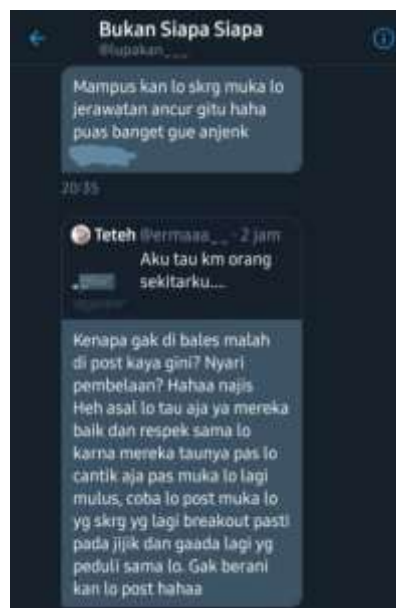 Bukan Siapa Siapa
@lupakan___
Mampus kan lo skrg muka lo
jerawatan ancur gitu haha
puas banget gue anjenk
20:35
Teteh @ermaaa__ · 2 jam
Aku tau km orang
sekitarku....
Kenapa gak di bales malah
di post kaya gini? Nyari
pembelaan? Hahaa najis
Heh asal lo tau aja ya mereka
baik dan respek sama lo
karna mereka taunya pas lo
cantik aja pas muka lo lagi
mulus, coba lo post muka lo
yg skrg yg lagi breakout pasti
pada jijik dan gaada lagi yg
peduli sama lo. Gak berani
kan lo post hahaa